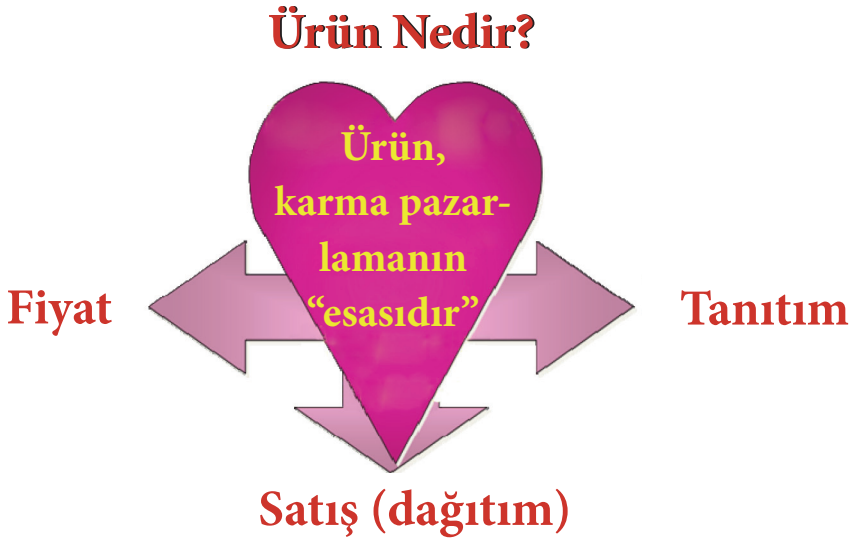 Ürün Nedir?
Ürün,
karma pazar-
lamanın
“esasıdır”
Fiyat
Tanıtım
Satış (dağıtım)